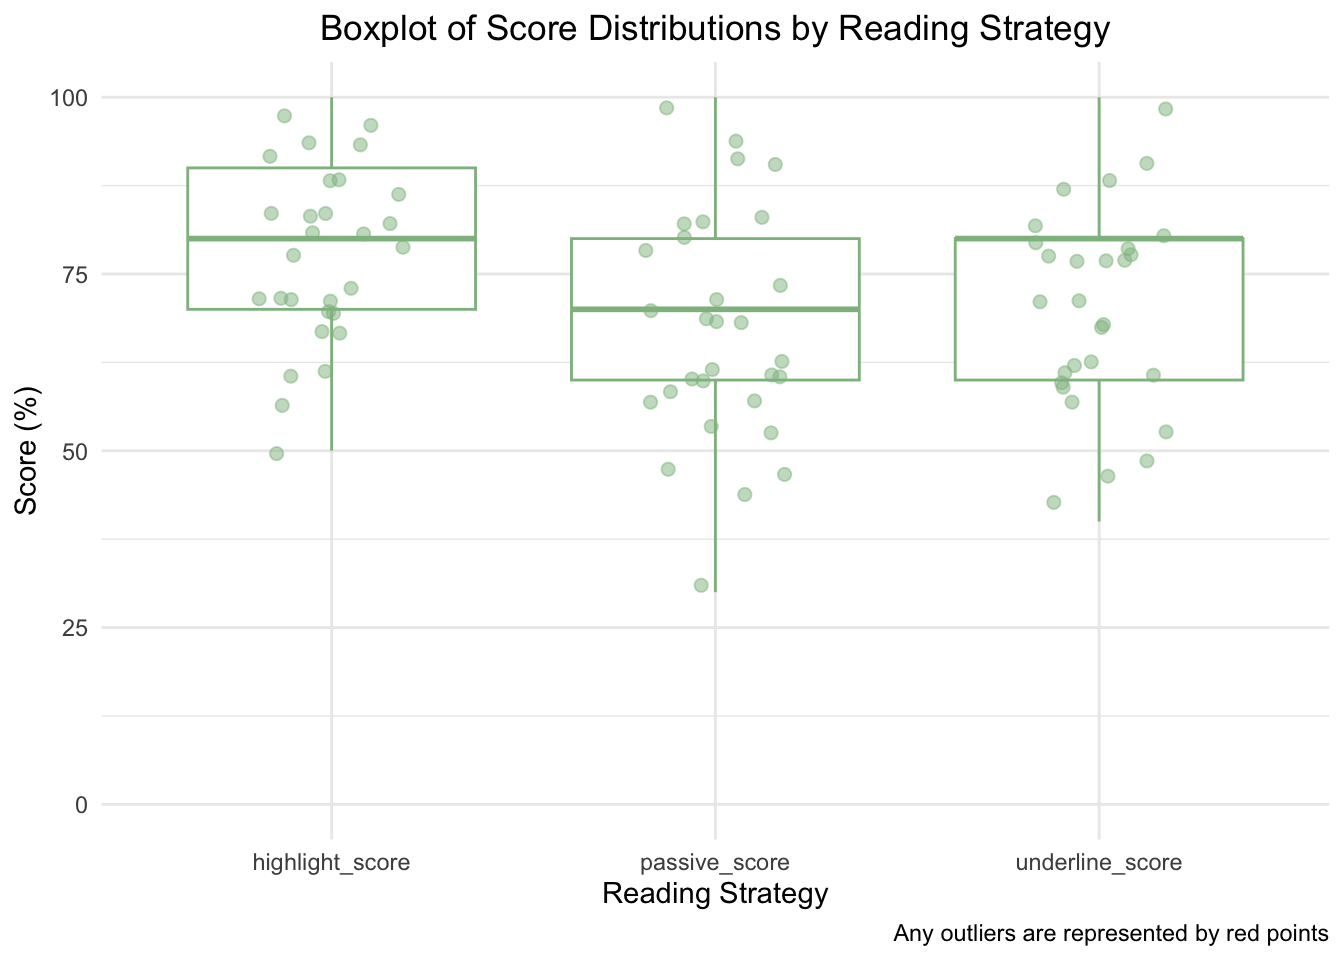 Boxplot of Score Distributions by Reading Strategy
100
75
50
25
0
Score (%)
highlight_score
passive_score
underline_score
Reading Strategy
Any outliers are represented by red points